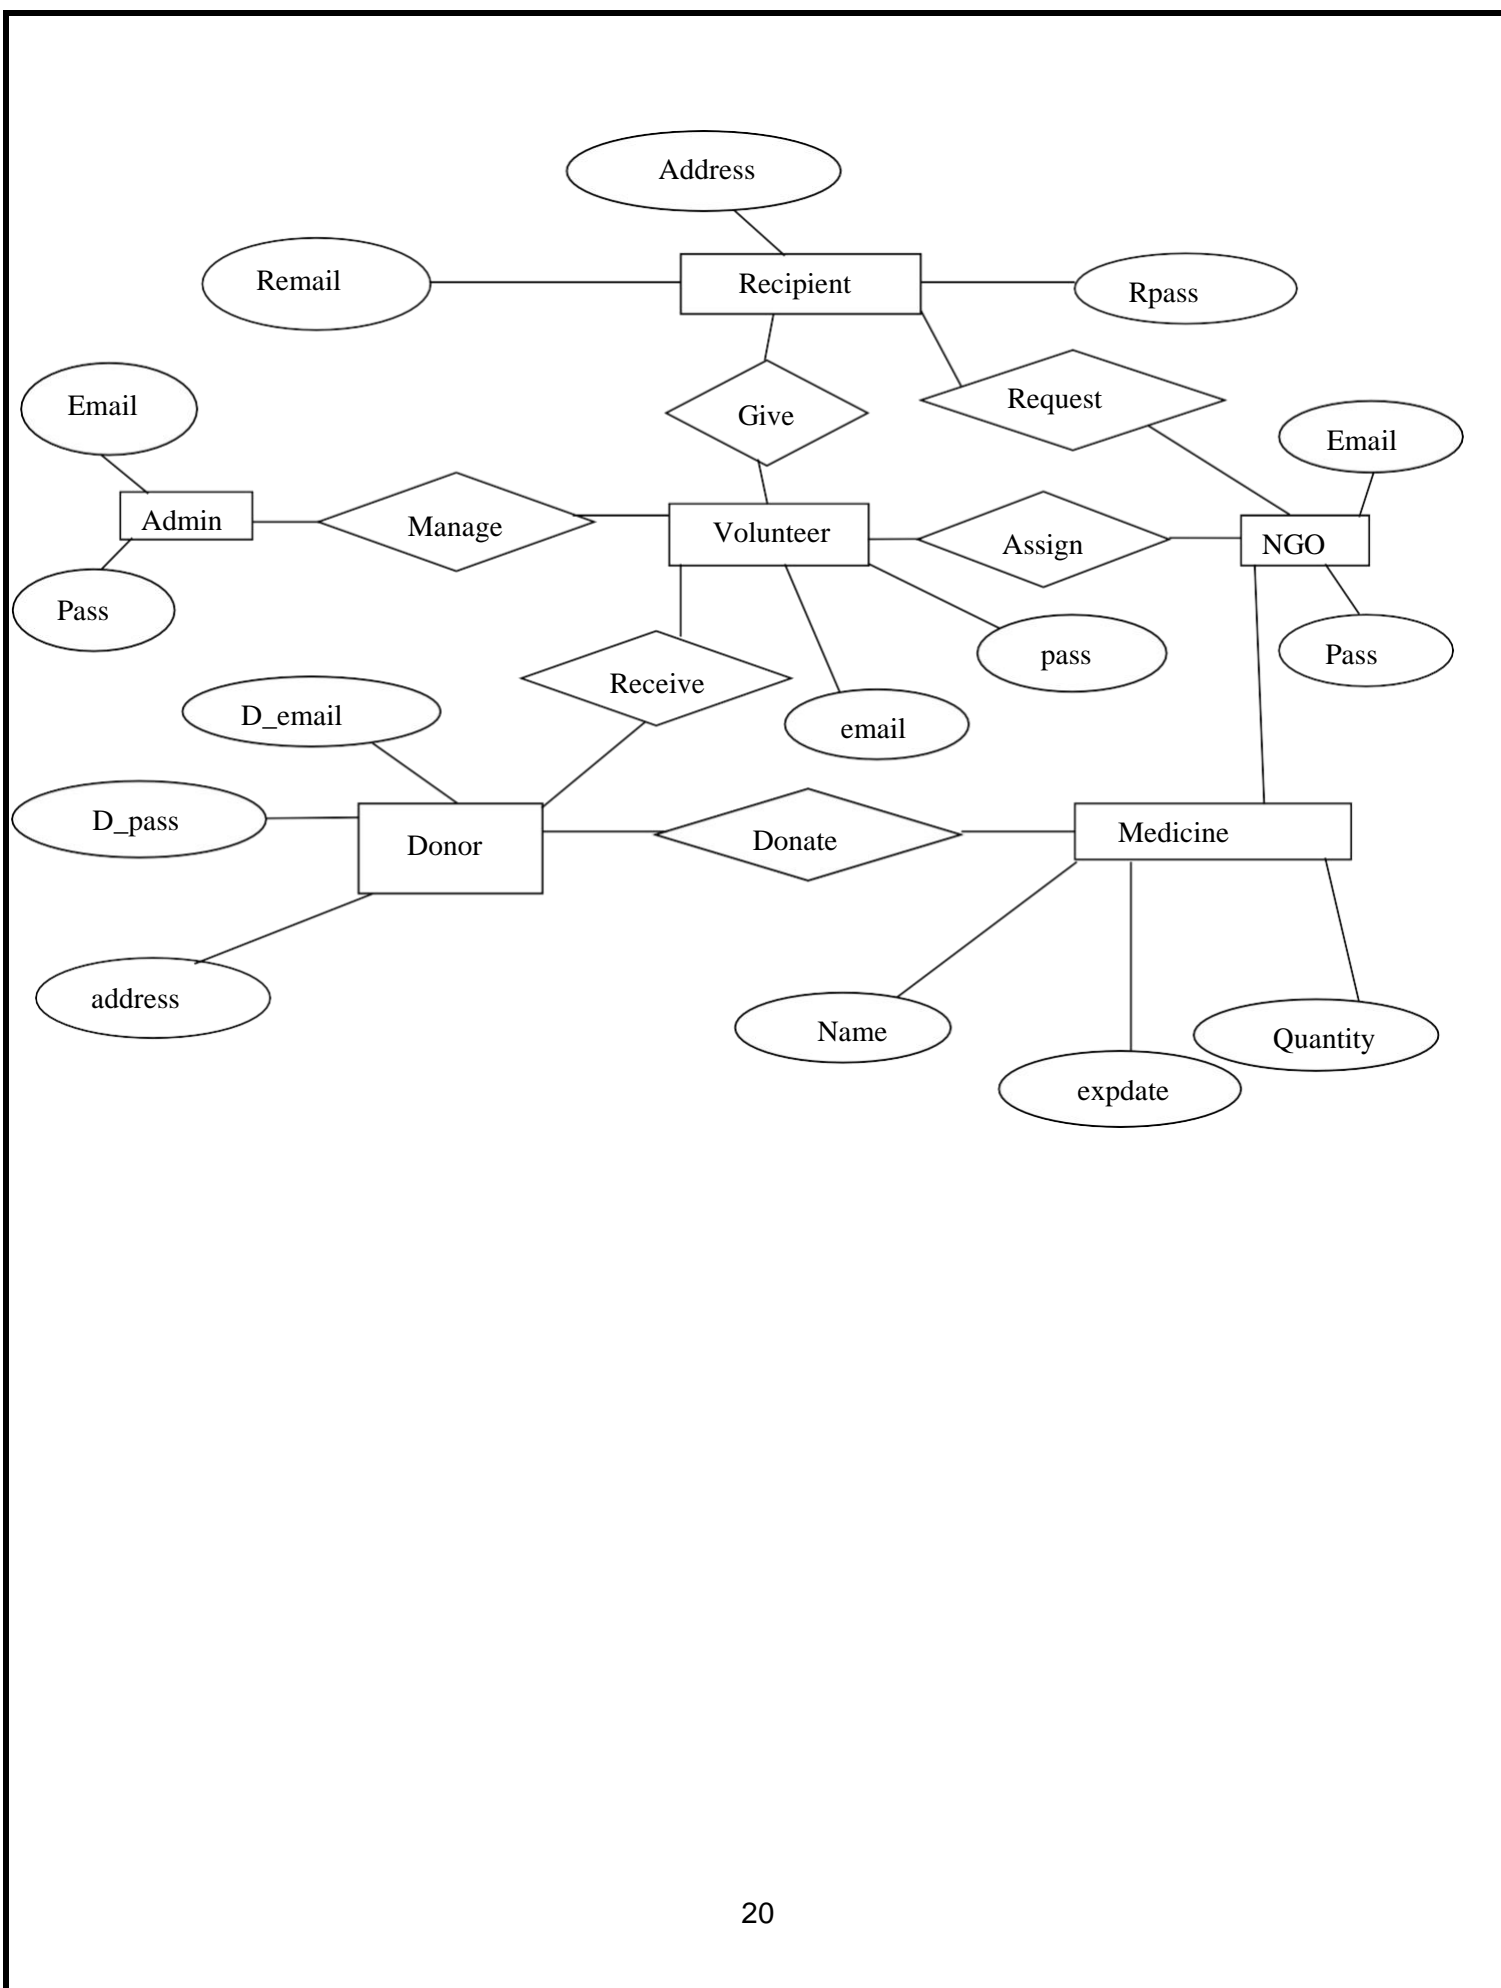 Address
Remail
Recipient
Rpass
Email
Give
Request
Email
Admin
Manage
Volunteer
Assign
NGO
Pass
Receive
pass
Pass
D_email
email
D_pass
Donor
Donate
Medicine
address
Name
Quantity
expdate
20